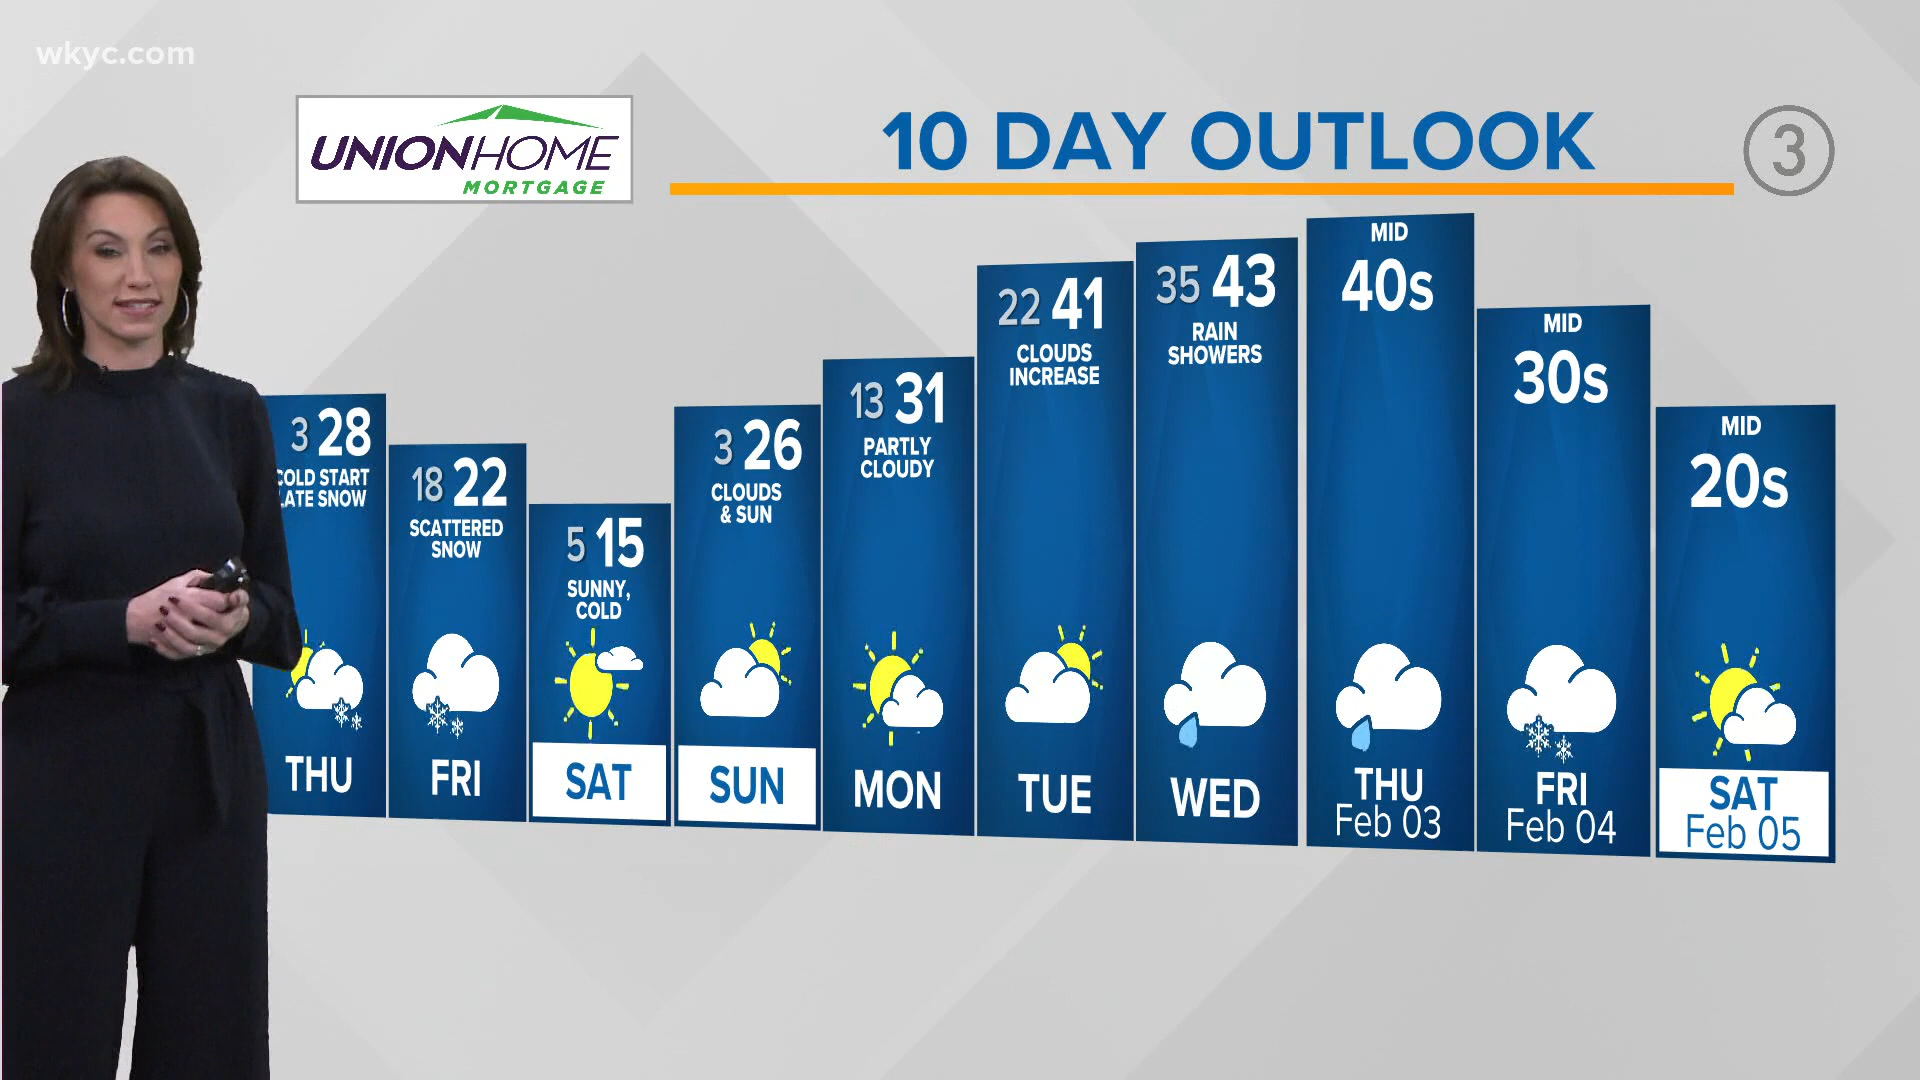 wkyc.com
UNIONHOME
MORTGAGE
10 DAY OUTLOOK
3
3 28
COLD START
LATE SNOW
THU
18 22
SCATTERED
SNOW
FRI
5 15
SUNNY,
COLD
SAT
3 26
CLOUDS
& SUN
SUN
13 31
PARTLY
CLOUDY
MON
22 41
CLOUDS
INCREASE
TUE
35 43
RAIN
SHOWERS
WED
MID
40s
THU
Feb 03
MID
30s
FRI
Feb 04
MID
20s
SAT
Feb 05